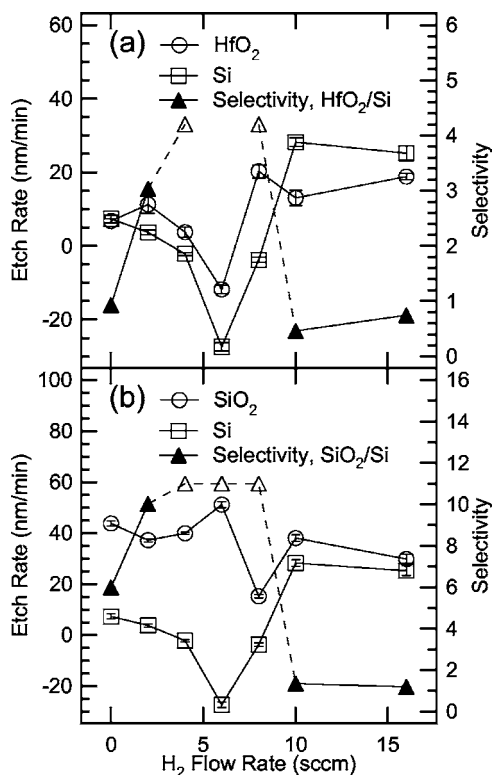 60
40
20
0
-20
Etch Rate (nm/min)
(a)
HfO2
Si
Selectivity, HfO2/Si
6
5
4
3
2
1
0
Selectivity
100
80
60
40
20
0
-20
Etch Rate (nm/min)
(b)
SiO2
Si
Selectivity, SiO2/Si
16
14
12
10
8
6
4
2
0
Selectivity
0 5 10 15
H2 Flow Rate (sccm)